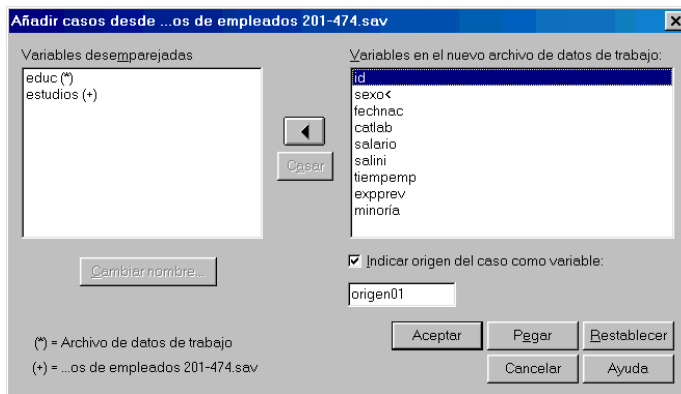 Añadir casos desde ...os de empleados 201-474.sav
Variables desemparejadas
educ (*)
estudios (+)
Casar
Cambiar nombre...
(*) = Archivo de datos de trabajo
(+) = ...os de empleados 201-474.sav
Variables en el nuevo archivo de datos de trabajo:
id
sexo<
fechnac
catlab
salario
salini
tiempemp
expprev
minoría
Indicar origen del caso como variable:
origen01
Aceptar
Pegar
Restablecer
Cancelar
Ayuda